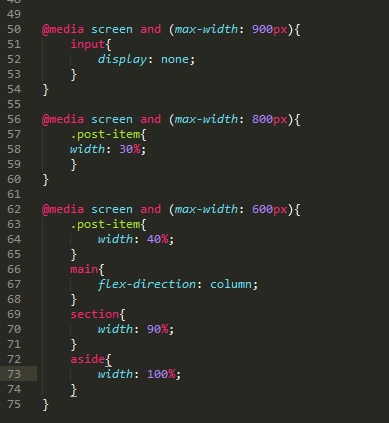 49
50 @media screen and (max-width: 900px){
51 input{
52 display: none;
53 }
54 }
55
56 @media screen and (max-width: 800px){
57 .post-item{
58 width: 30%;
59 }
60 }
61
62 @media screen and (max-width: 600px){
63 .post-item{
64 width: 40%;
65 }
66 main{
67 flex-direction: column;
68 }
69 section{
70 width: 90%;
71 }
72 aside{
73 width: 100%;
74 }
75 }